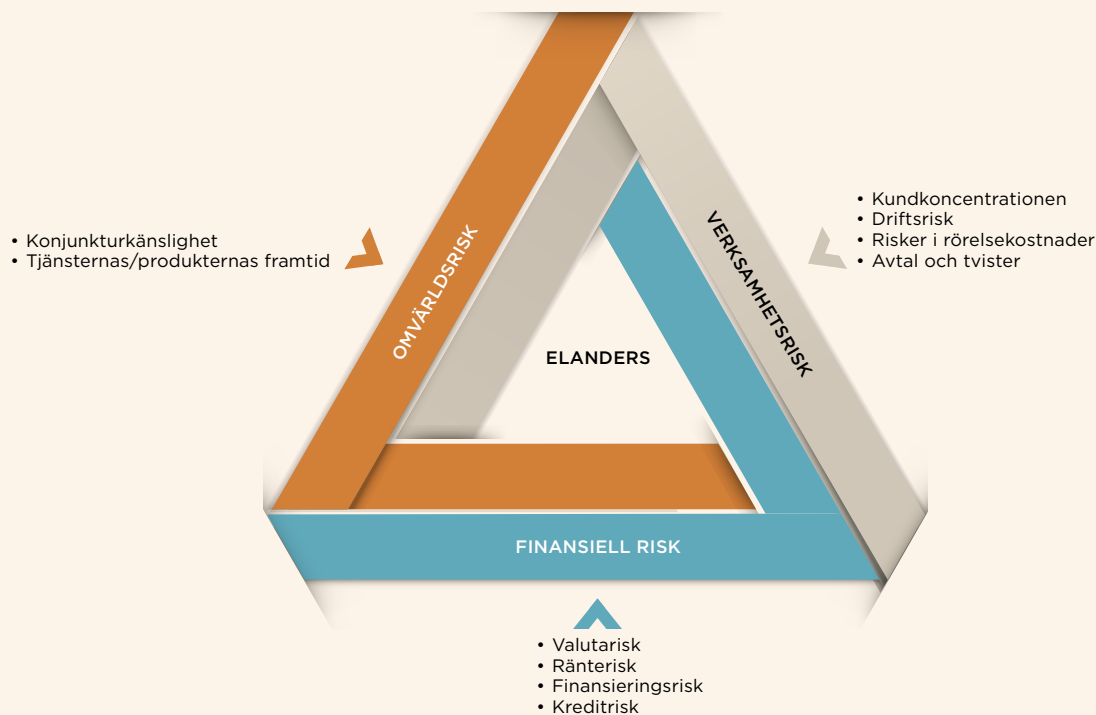 • Konjunkturkänslighet
• Tjänsternas/produkternas framtid
OMVÄRLDSRISK
ELANDERS
VERKSAMHETSRISK
• Kundkoncentrationen
• Driftsrisk
• Risker i rörelsekostnader
• Avtal och tvister
FINANSIELL RISK
• Valutarisk
• Ränterisk
• Finansieringsrisk
• Kreditrisk